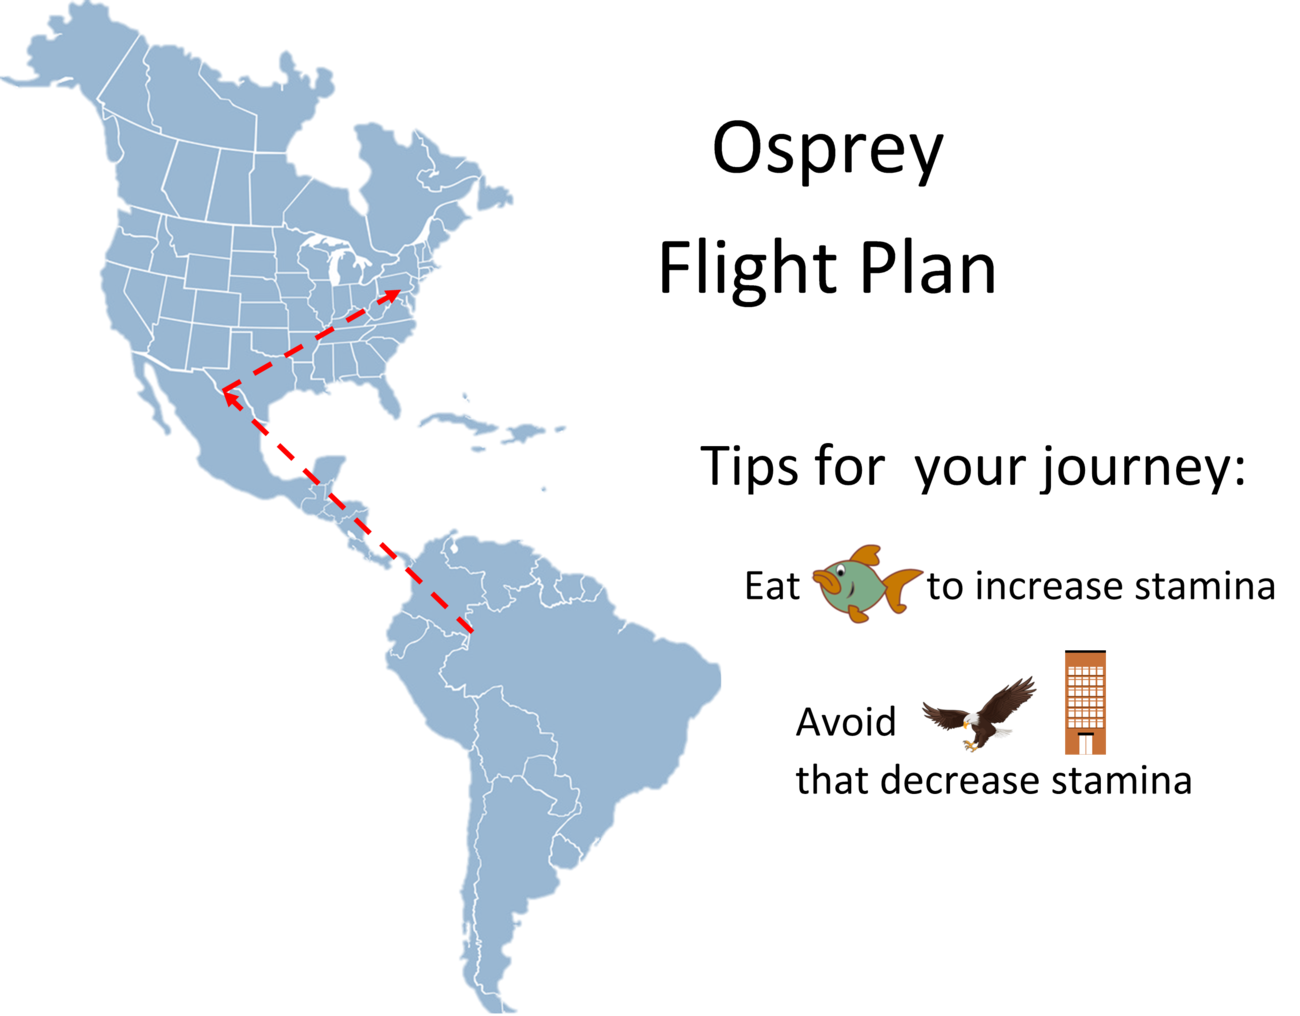 Osprey
Flight Plan
Tips for  your journey:
Eat to increase stamina
Avoid
that decrease stamina